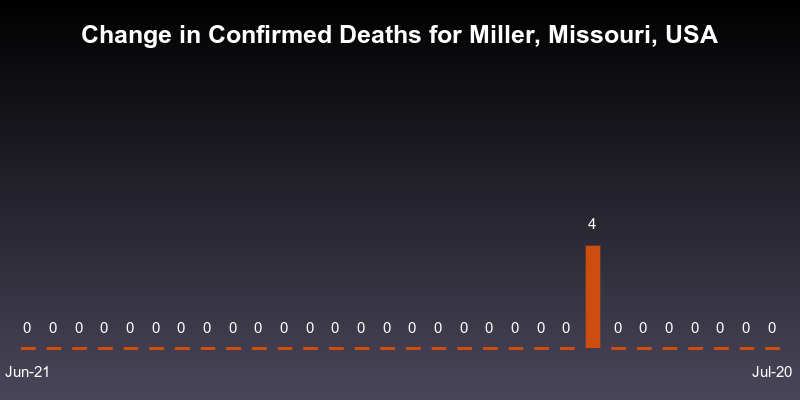 Change in Confirmed Deaths for Miller, Missouri, USA
4
0 0 0 0 0 0 0 0 0 0 0 0 0 0 0 0 0 0 0 0 0 0 0 0 0 0 0 0 0
Jun-21 Jul-20